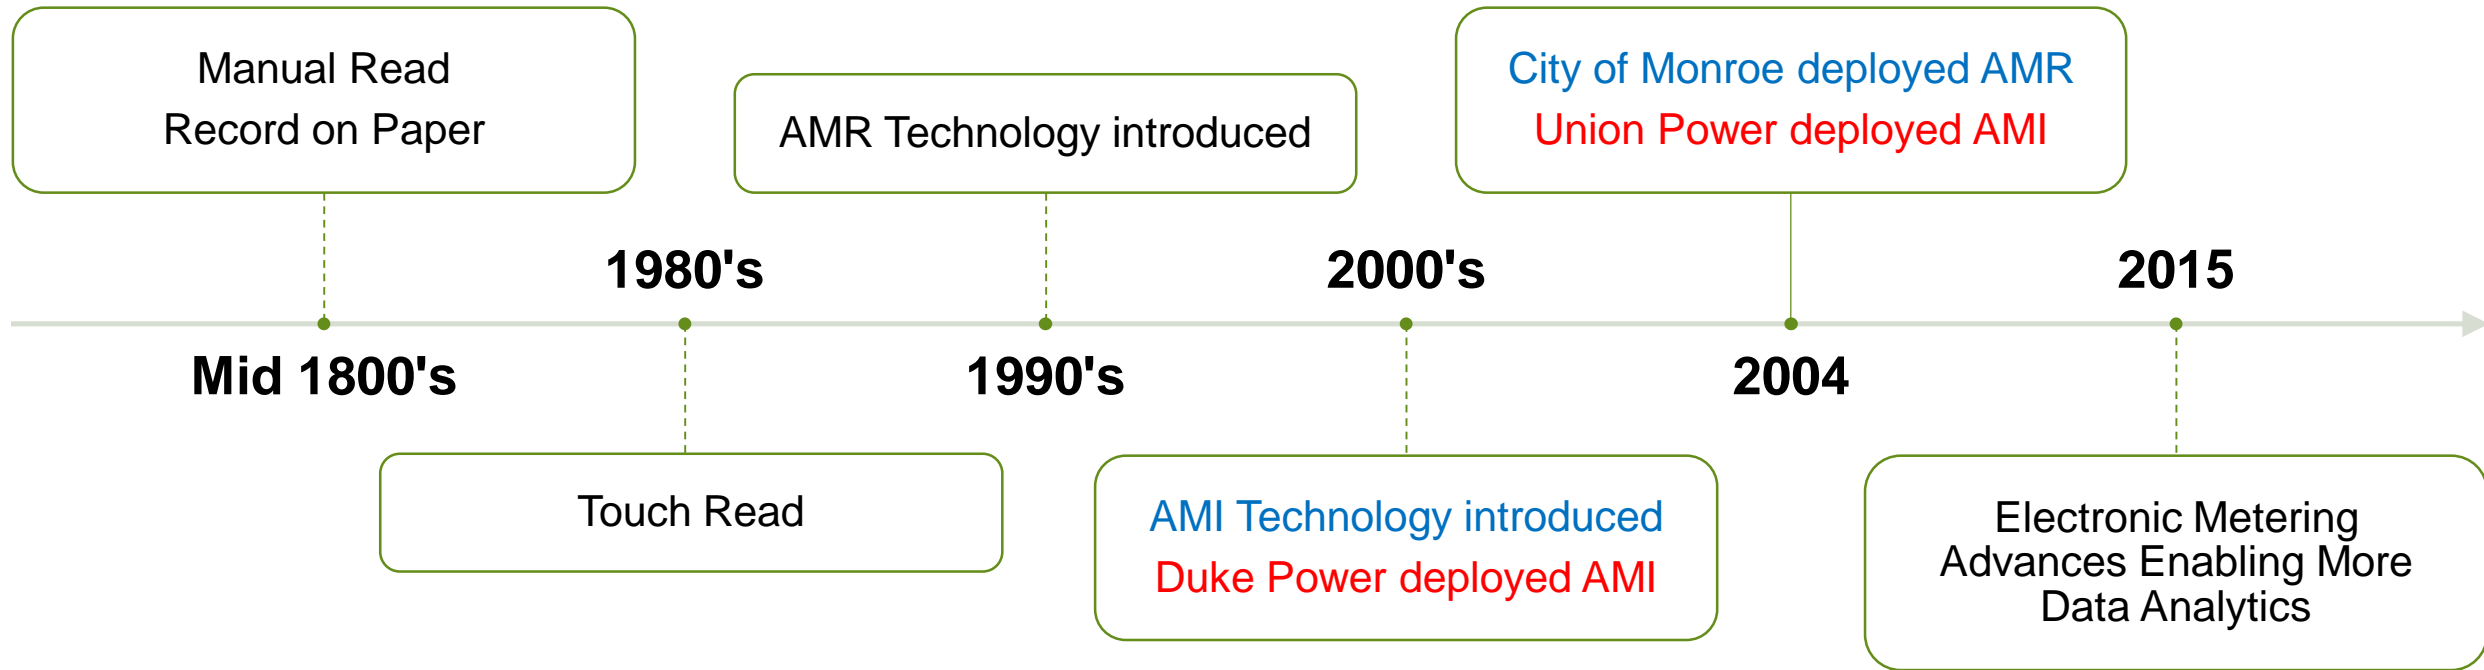 Manual Read
Record on Paper
Mid 1800's
1980's
Touch Read
AMR Technology introduced
1990's
2000's
AMI Technology introduced
Duke Power deployed AMI
City of Monroe deployed AMR
Union Power deployed AMI
2004
2015
Electronic Metering
Advances Enabling More
Data Analytics